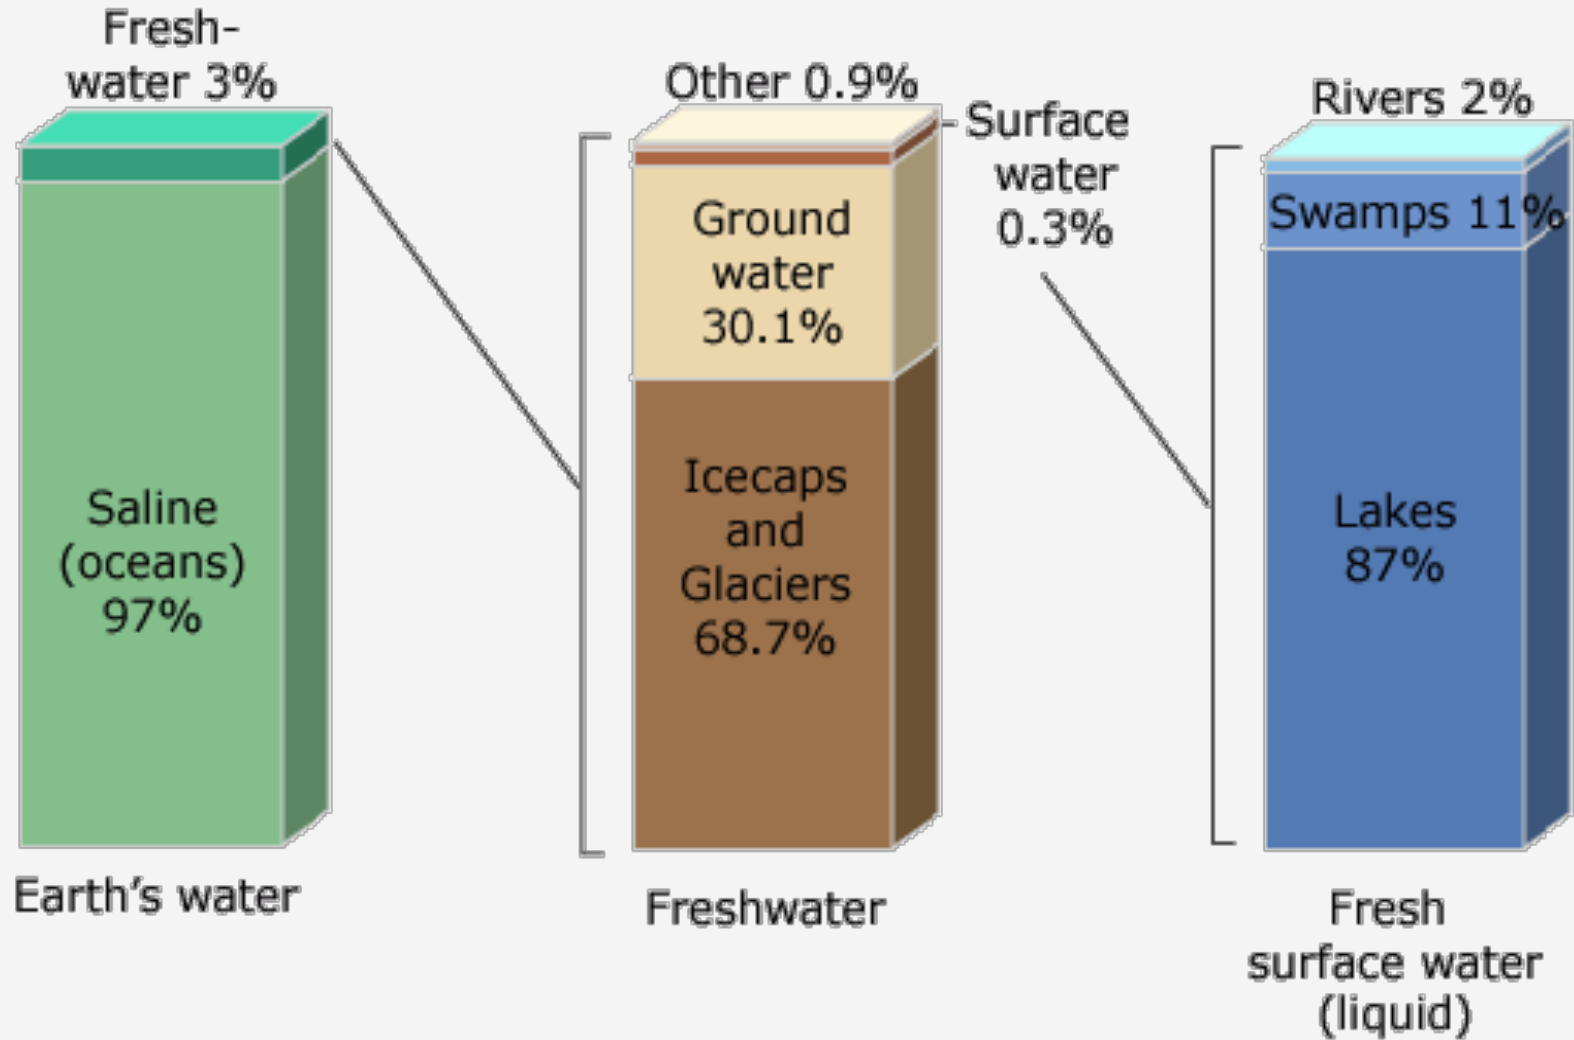 Fresh-
water 3%
Saline
(oceans)
97%
Earth's water
Other 0.9%
Surface
water
0.3%
Ground
water
30.1%
Icecaps
and
Glaciers
68.7%
Freshwater
Rivers 2%
Swamps 11%
Lakes
87%
Fresh
surface water
(liquid)